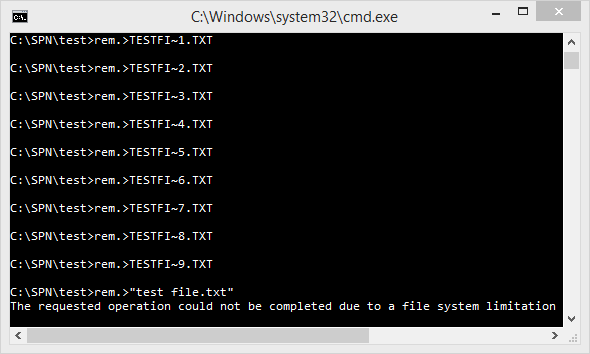 C:\Windows\system32\cmd.exe
C:\SPN\test>rem.>TESTFI~1.TXT
C:\SPN\test>rem.>TESTFI~2.TXT
C:\SPN\test>rem.>TESTFI~3.TXT
C:\SPN\test>rem.>TESTFI~4.TXT
C:\SPN\test>rem.>TESTFI~5.TXT
C:\SPN\test>rem.>TESTFI~6.TXT
C:\SPN\test>rem.>TESTFI~7.TXT
C:\SPN\test>rem.>TESTFI~8.TXT
C:\SPN\test>rem.>TESTFI~9.TXT
C:\SPN\test>rem.>"test file.txt"
The requested operation could not be completed due to a file system limitation